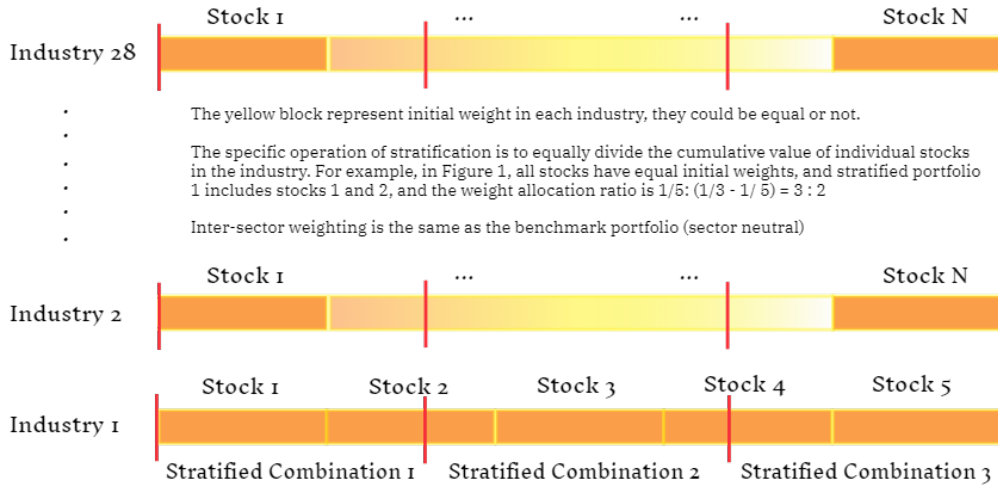 Stock 1 ... ... Stock N
Industry 28
The yellow block represent initial weight in each industry, they could be equal or not.
The specific operation of stratification is to equally divide the cumulative value of individual stocks
in the industry. For example, in Figure 1, all stocks have equal initial weights, and stratified portfolio
1 includes stocks 1 and 2, and the weight allocation ratio is 1/5: (1/3 - 1/ 5) = 3 : 2
Inter-sector weighting is the same as the benchmark portfolio (sector neutral)
Stock 1 ... ... Stock N
Industry 2
Stock 1 Stock 2 Stock 3 Stock 4 Stock 5
Industry 1
Stratified Combination 1 Stratified Combination 2 Stratified Combination 3